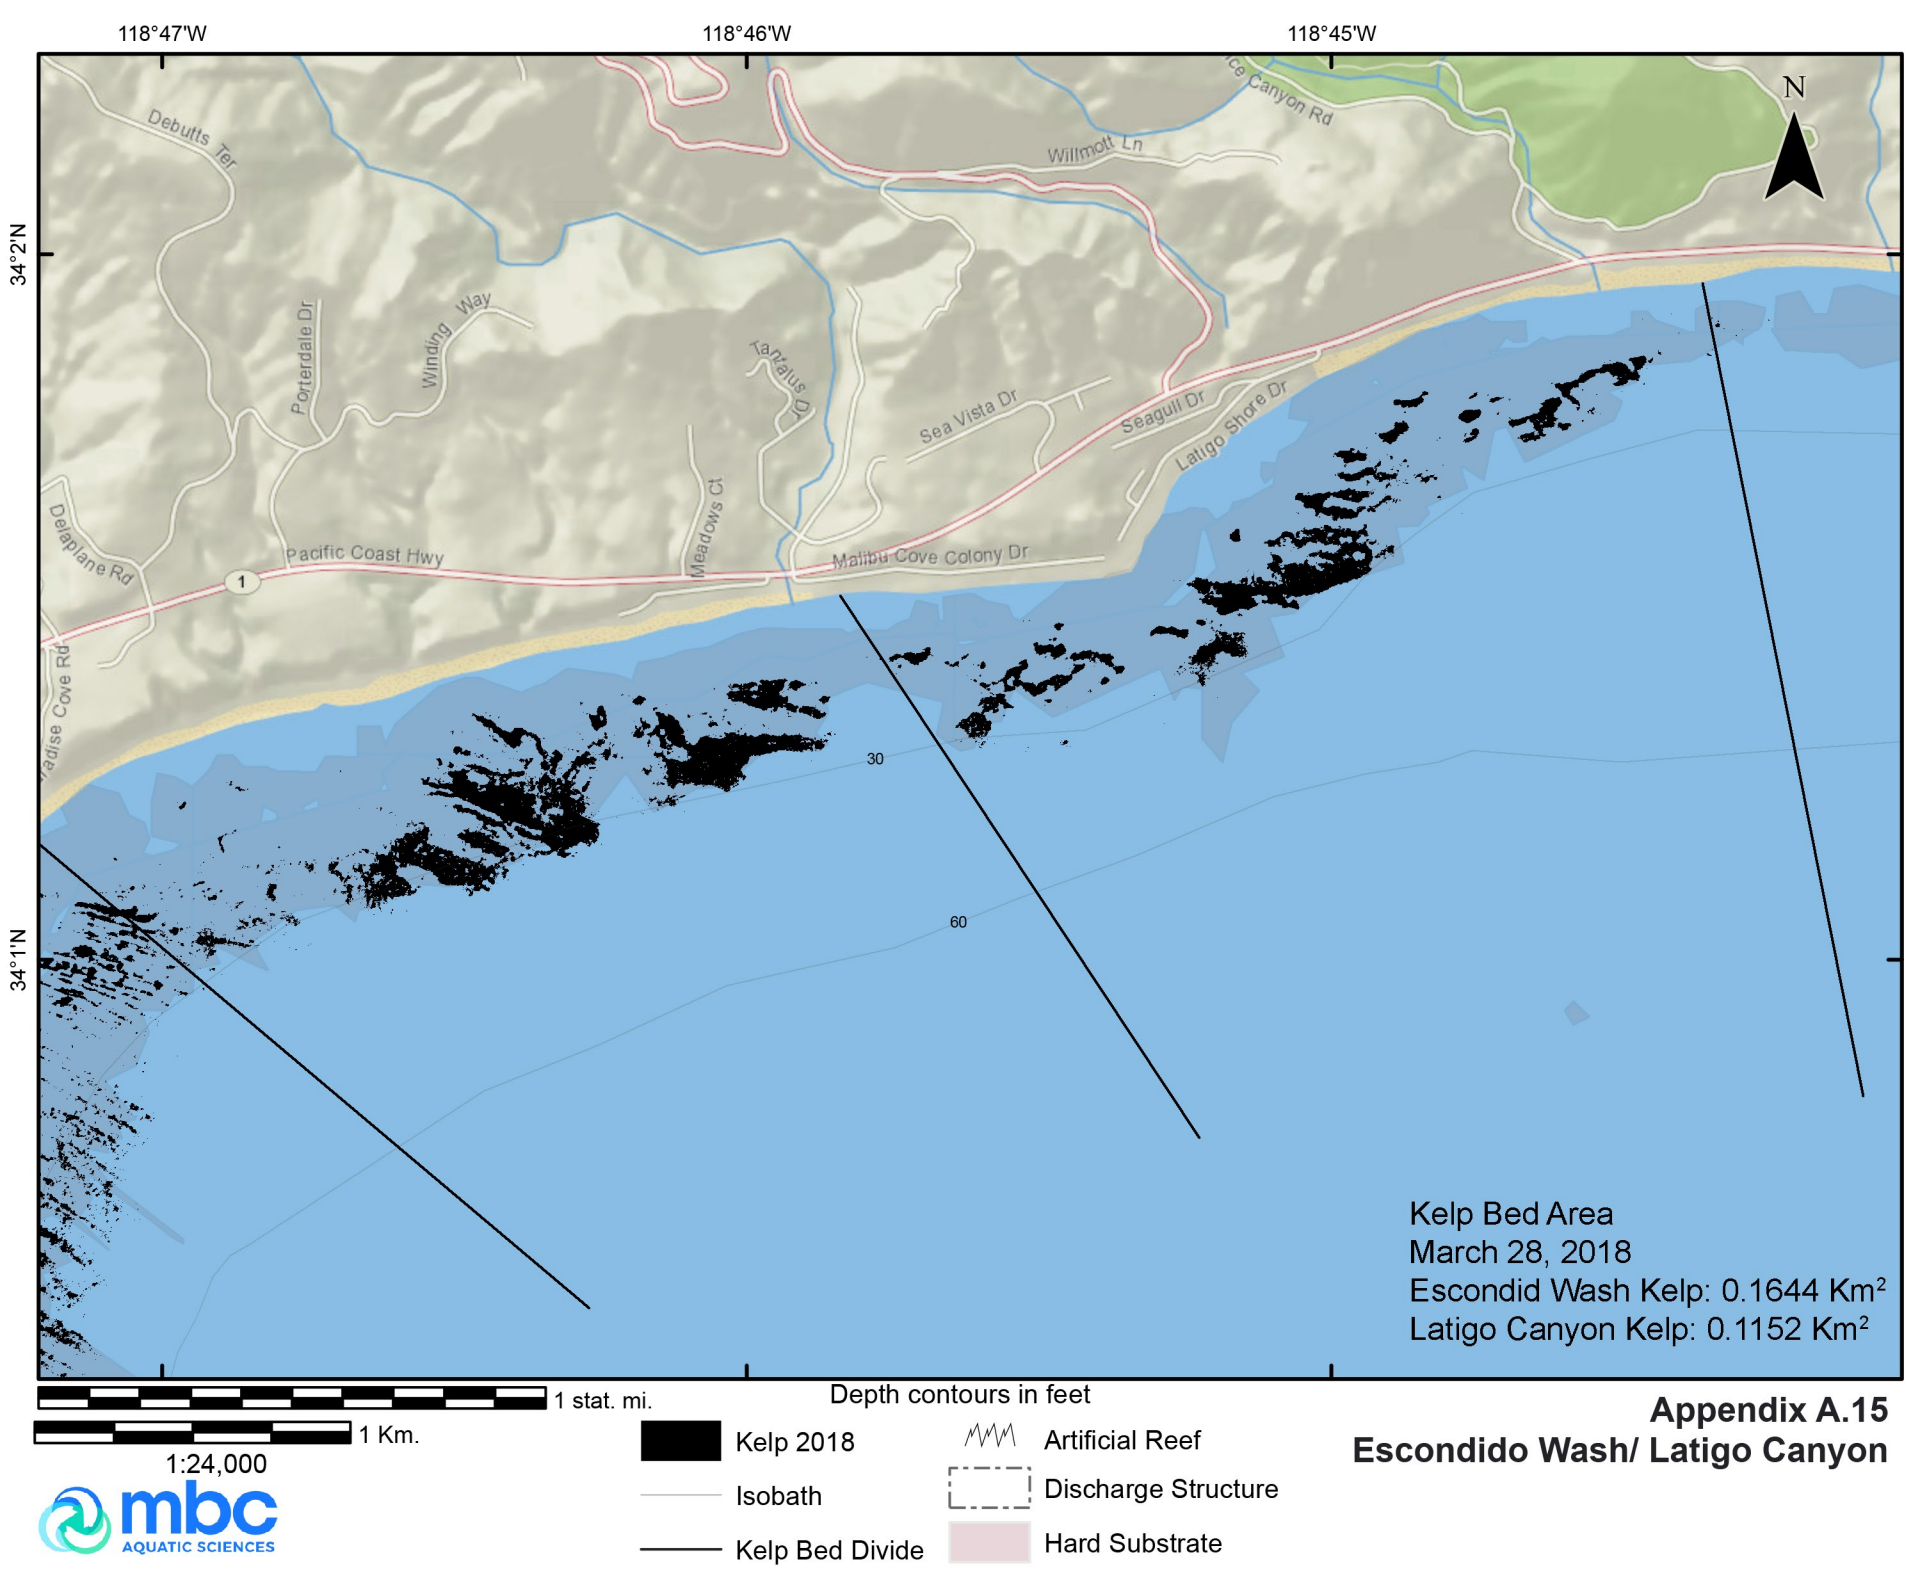 118°47'W
118°46'W
118°45'W
34°2'N
34°1'N
N
Debutts Ter
Canyon Rd
Willmott Ln
Porterdale Dr
Winding Way
Tantalus Dr
Sea Vista Dr
Seagull Dr
Latigo Shore Dr
Delaplane Rd
Pacific Coast Hwy
1
Meadows Ct
Malibu Cove Colony Dr
Cove Rd
30
60
Kelp Bed Area
March 28, 2018
Escondid Wash Kelp: 0.1644 Km²
Latigo Canyon Kelp: 0.1152 Km²
1 stat. mi.
1 Km.
1:24,000
mbc
AQUATIC SCIENCES
Depth contours in feet
Kelp 2018
Isobath
Kelp Bed Divide
Artificial Reef
Discharge Structure
Hard Substrate
Appendix A.15
Escondido Wash/ Latigo Canyon